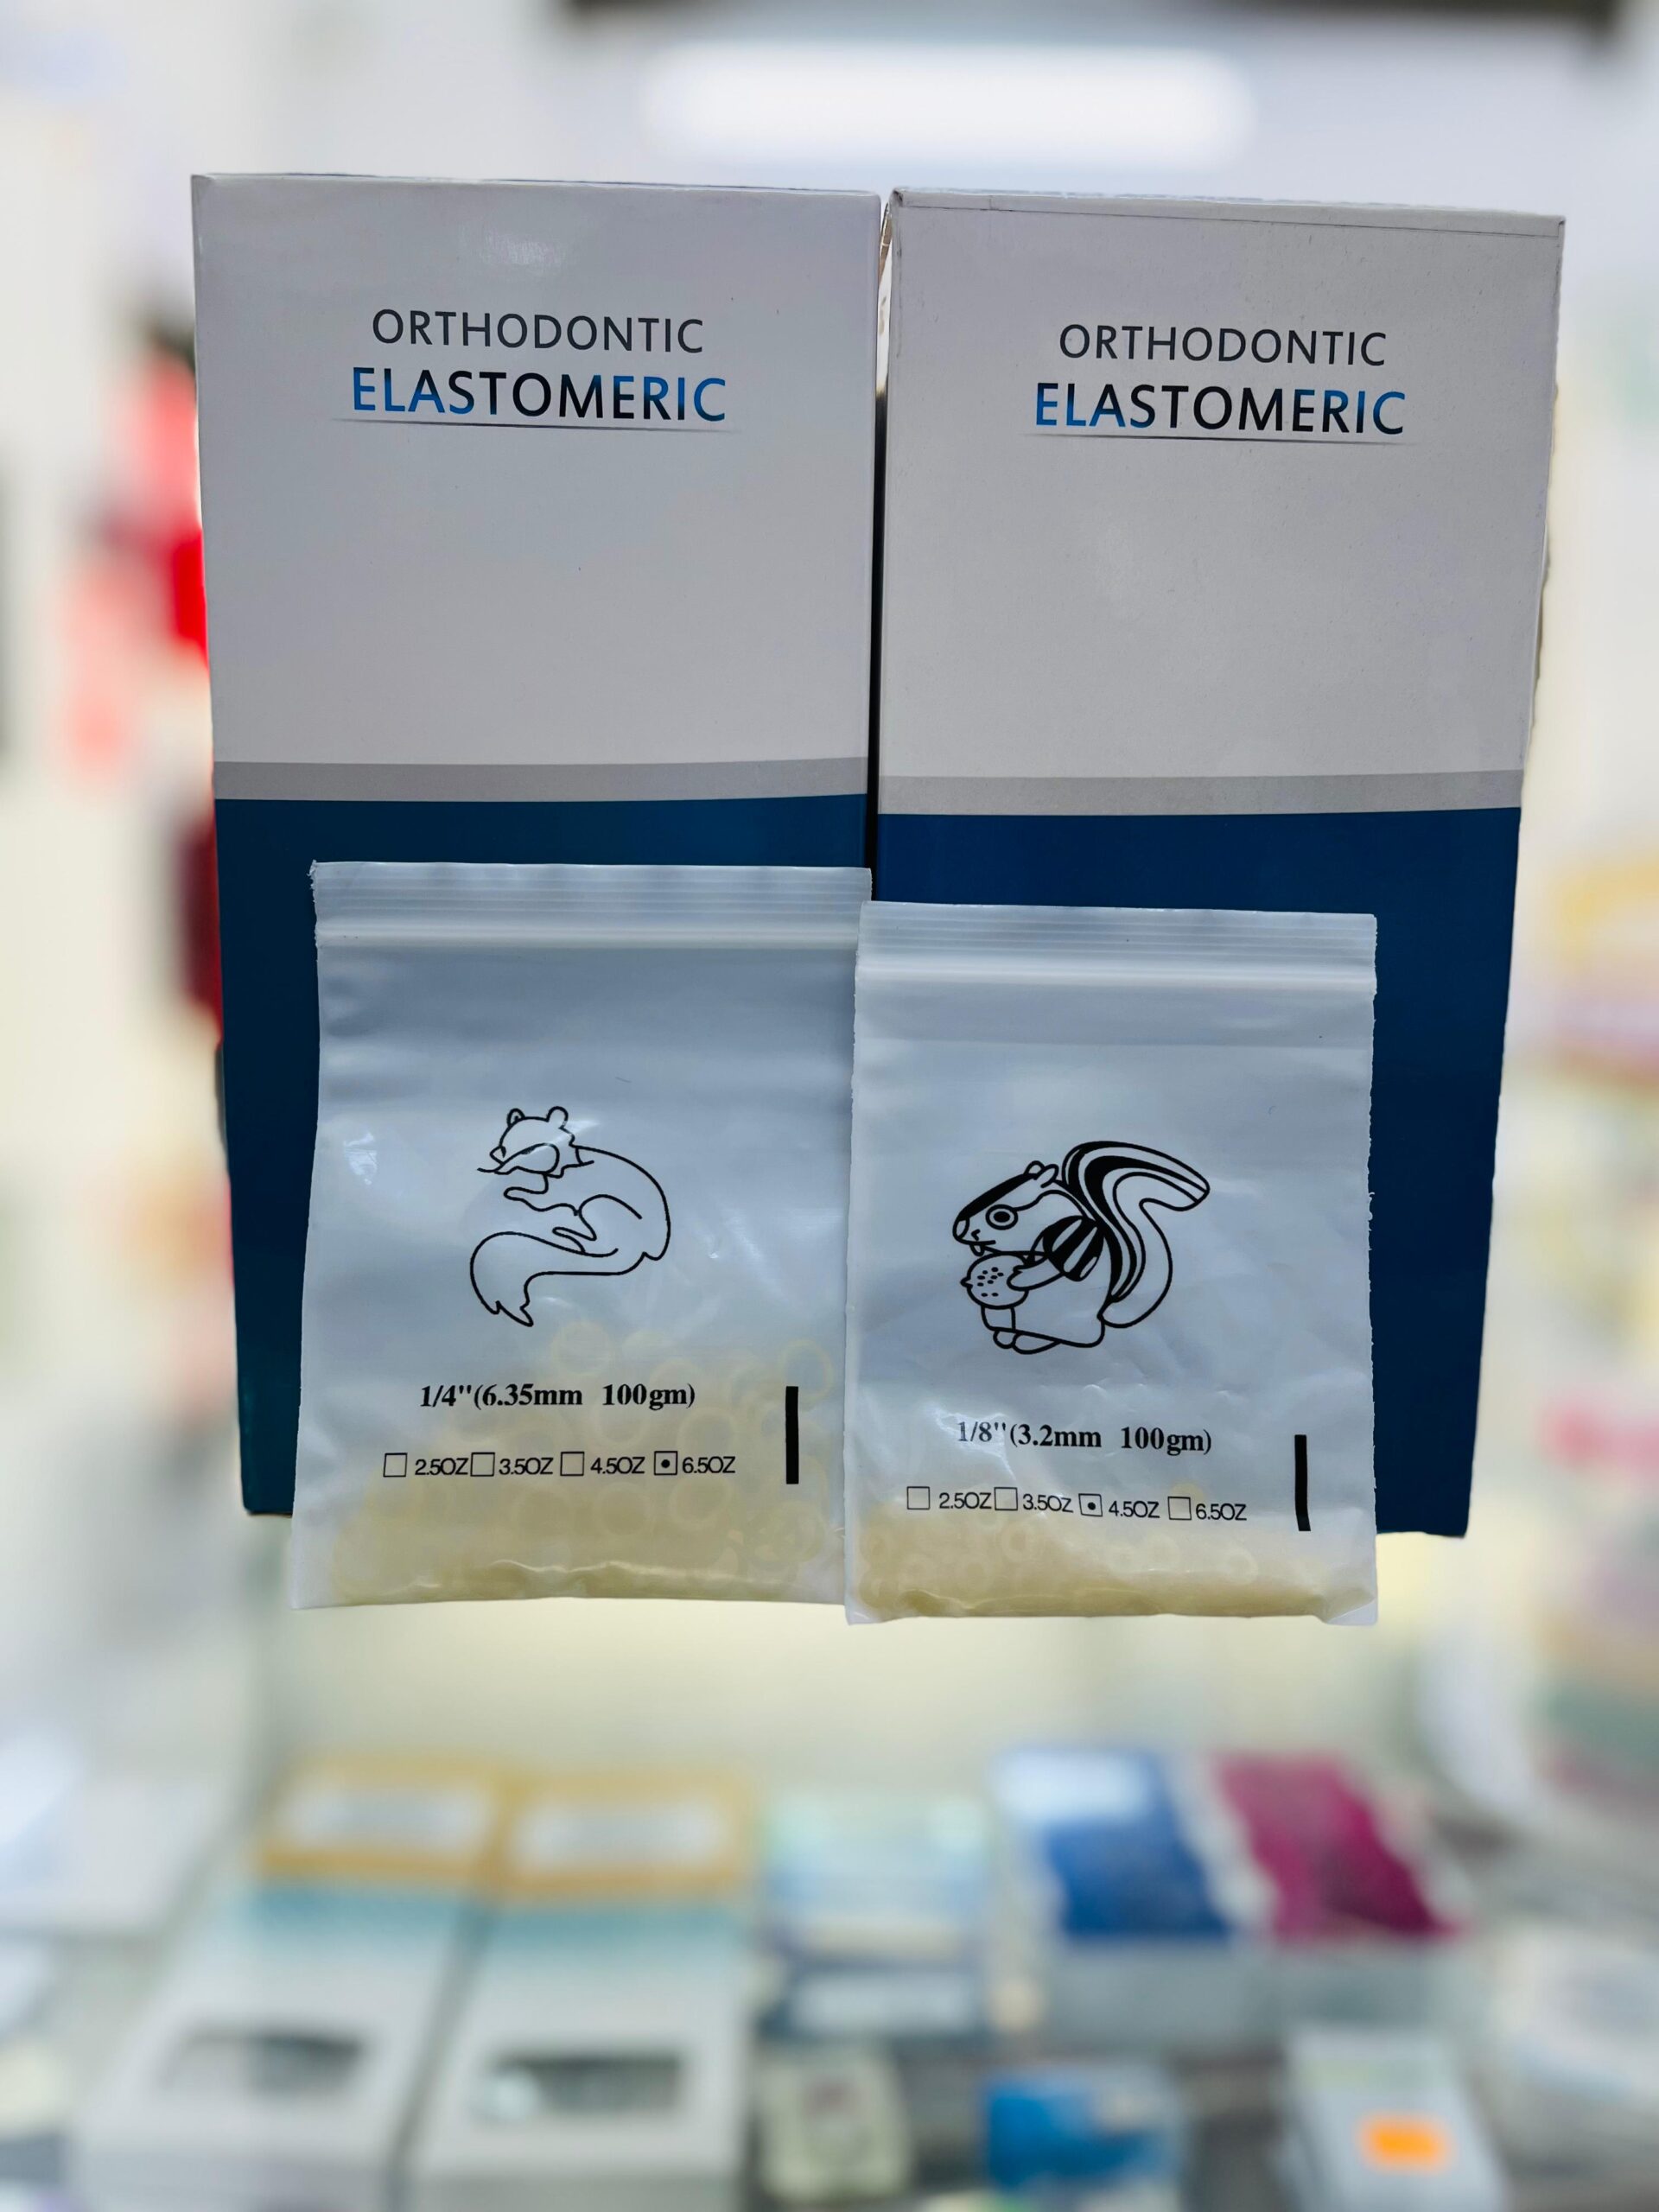 ORTHODONTIC
ELASTOMERIC
ORTHODONTIC
ELASTOMERIC
1/4"(6.35mm 100gm)
2.5OZ 3.5OZ 4.5OZ 6.5OZ
1/8"(3.2mm 100gm)
2.5OZ 3.5OZ 4.5OZ 6.5OZ